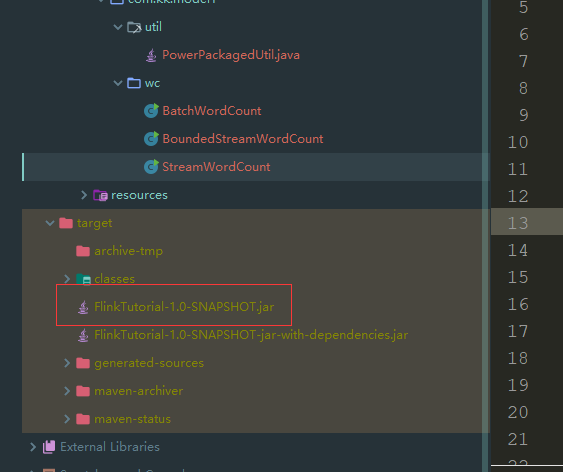 com.kk.model1
util
PowerPackagedUtil.java
wc
BatchWordCount
BoundedStreamWordCount
StreamWordCount
resources
target
archive-tmp
classes
FlinkTutorial-1.0-SNAPSHOT.jar
FlinkTutorial-1.0-SNAPSHOT-jar-with-dependencies.jar
generated-sources
maven-archiver
maven-status
External Libraries
5
6
7
8
9
10
11
12
13
14
15
16
17
18
19
20
21
22